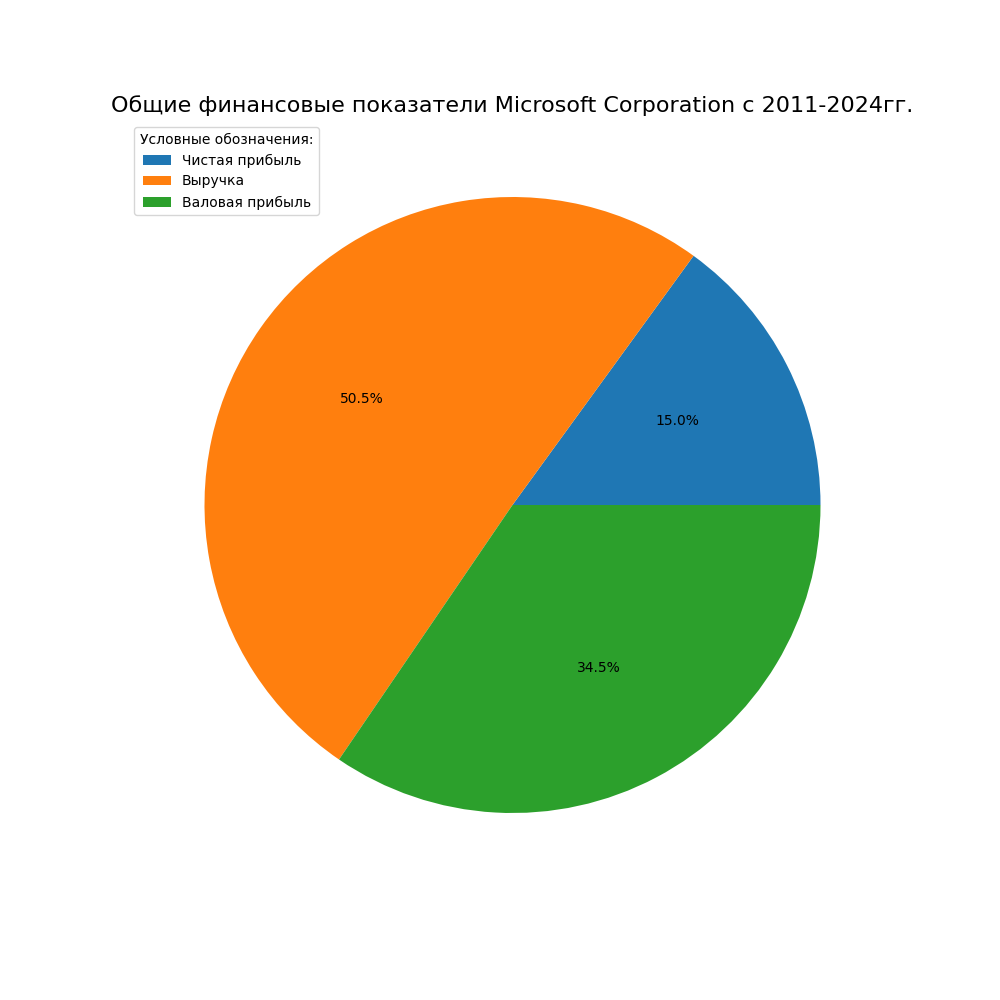 Общие финансовые показатели Microsoft Corporation с 2011-2024гг.
Условные обозначения:
Чистая прибыль
Выручка
Валовая прибыль
50.5%
15.0%
34.5%